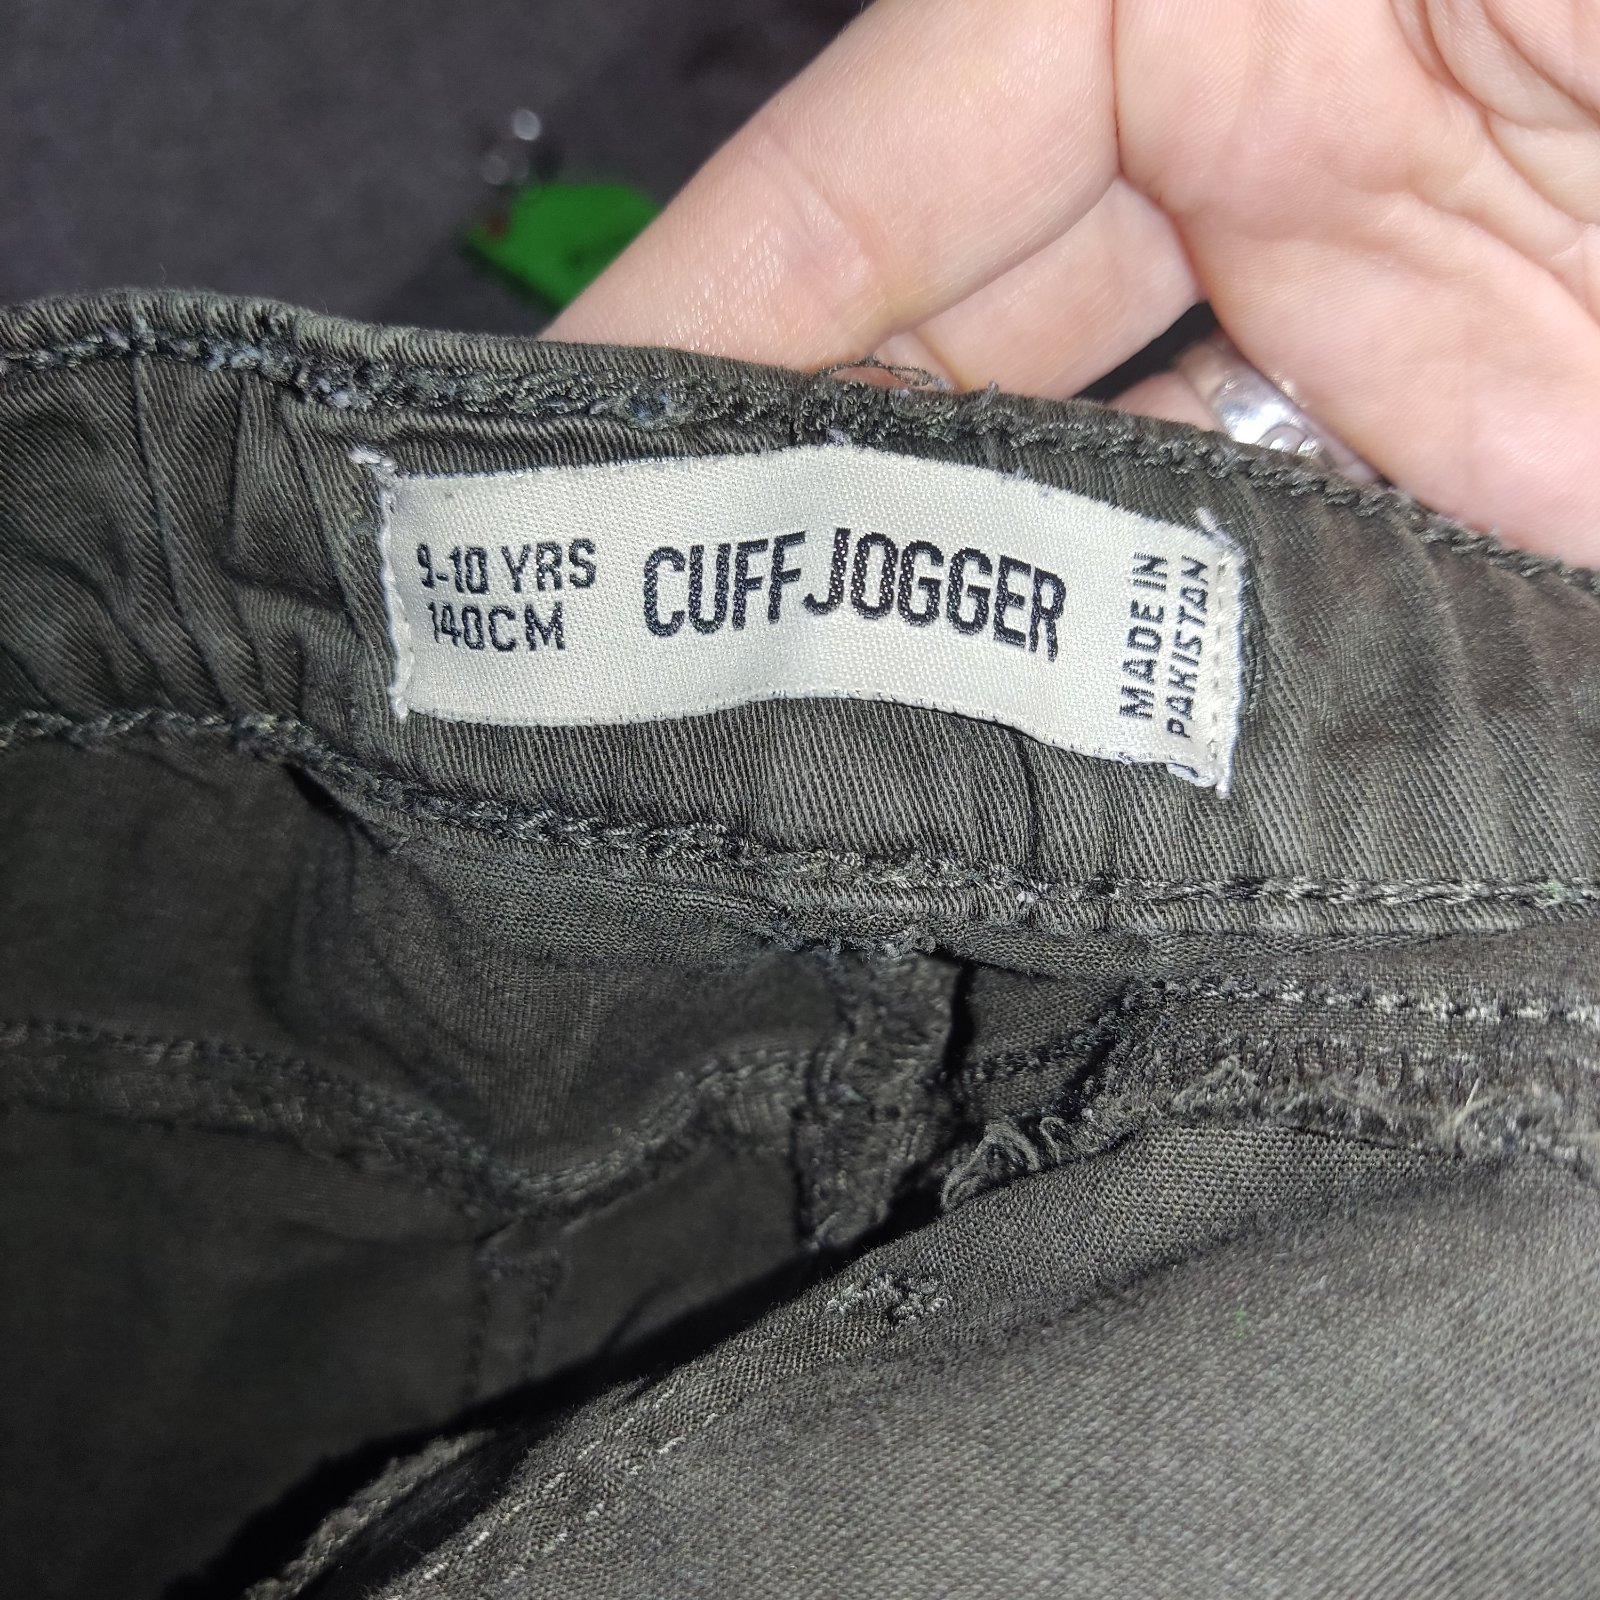 9-10 YRS
140CM
CUFF JOGGER
MADE IN
PAKISTAN